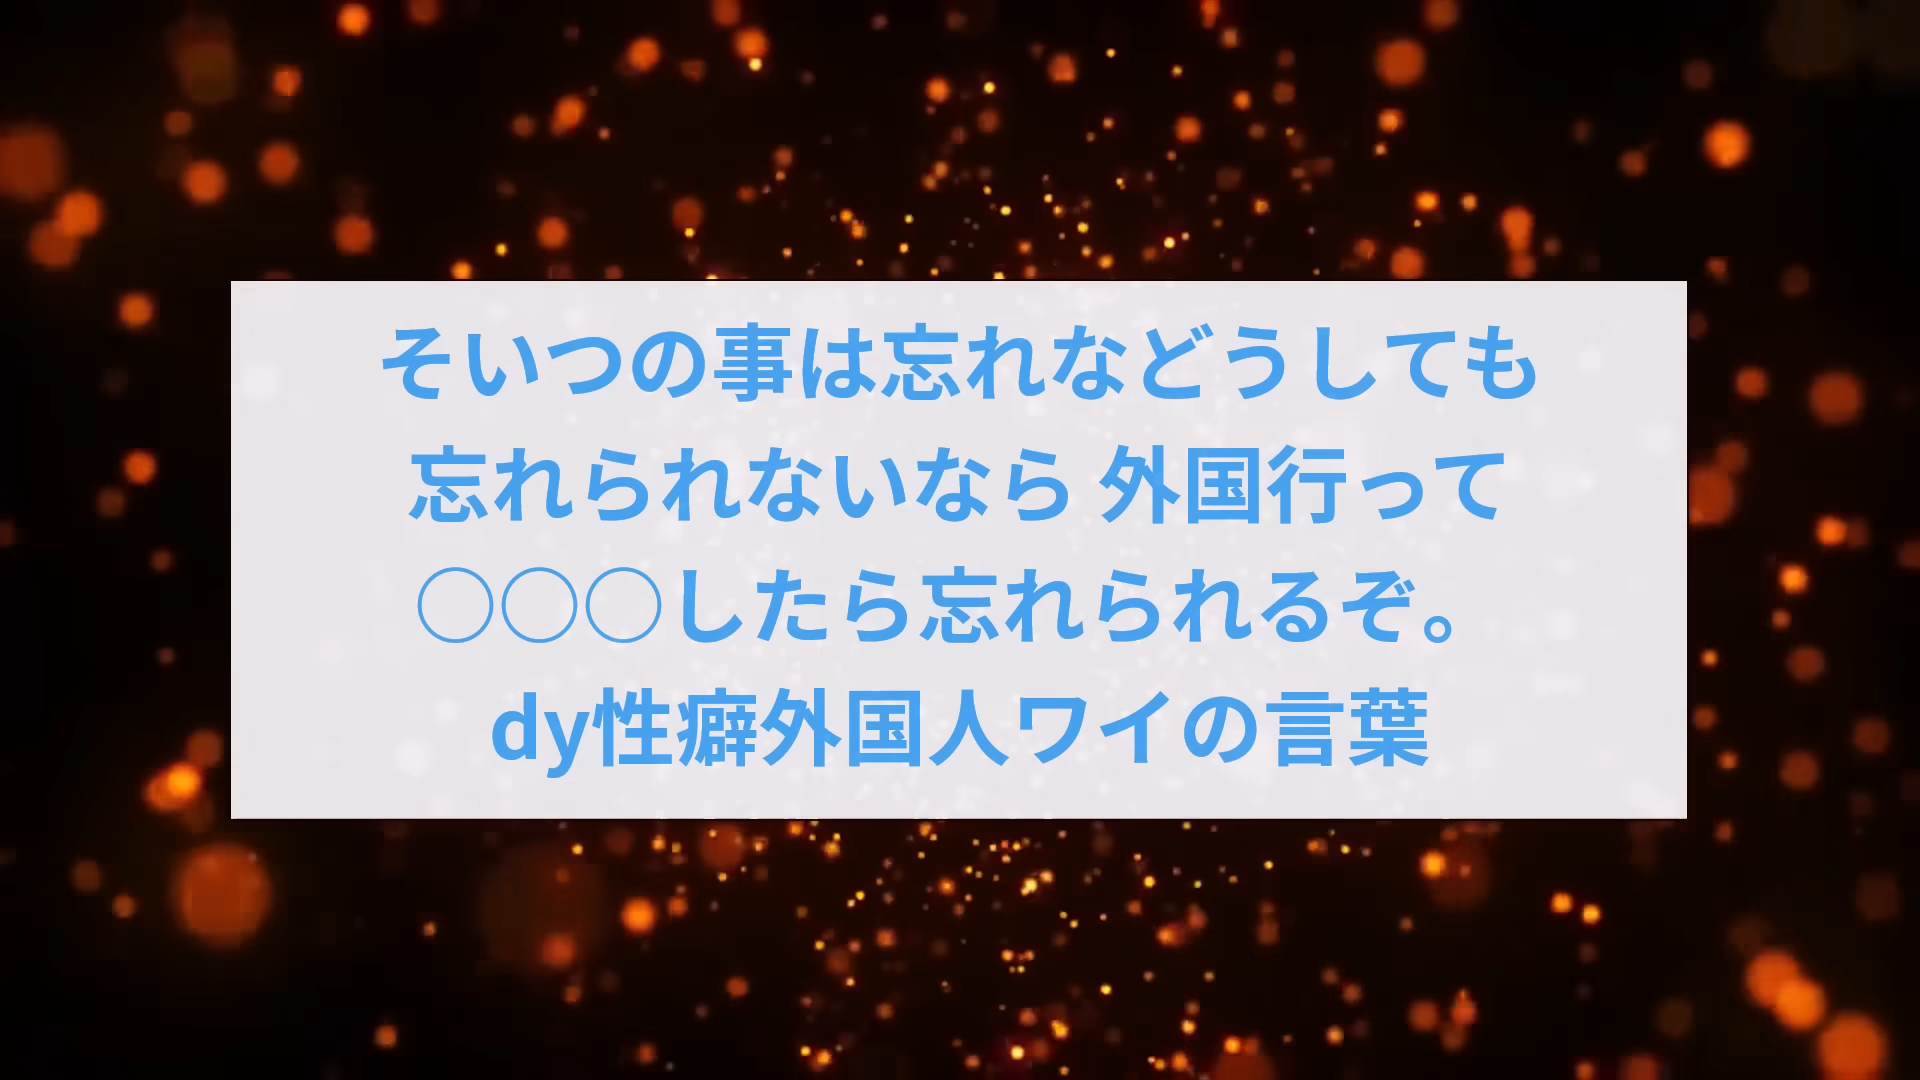 そいつの事は忘れなどうしても
忘れられないなら 外国行って
◯◯◯したら忘れられるぞ。
dy性癖外国人ワイの言葉